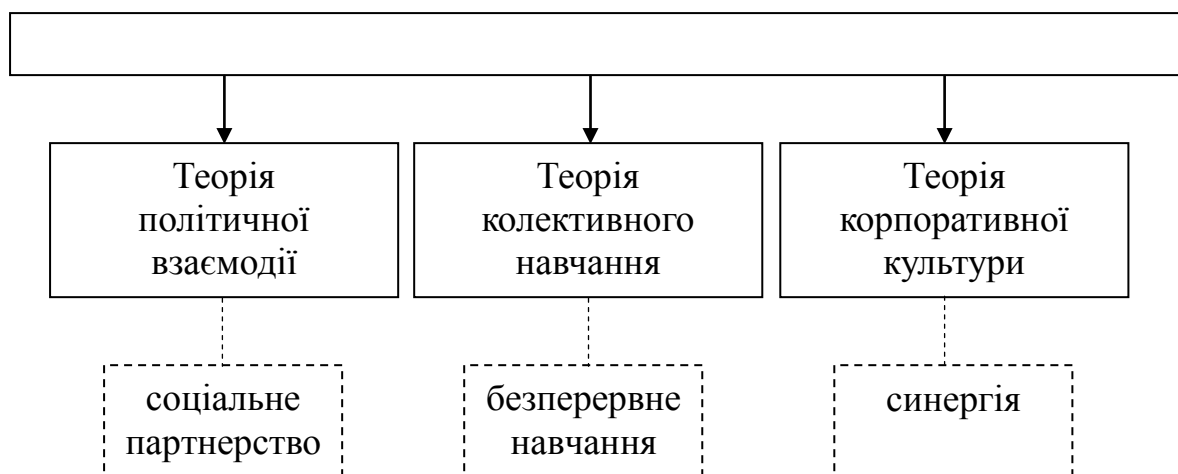 Теорія
політичної
взаємодії
Теорія
колективного
навчання
Теорія
корпоративної
культури
соціальне
партнерство
безперервне
навчання
синергія